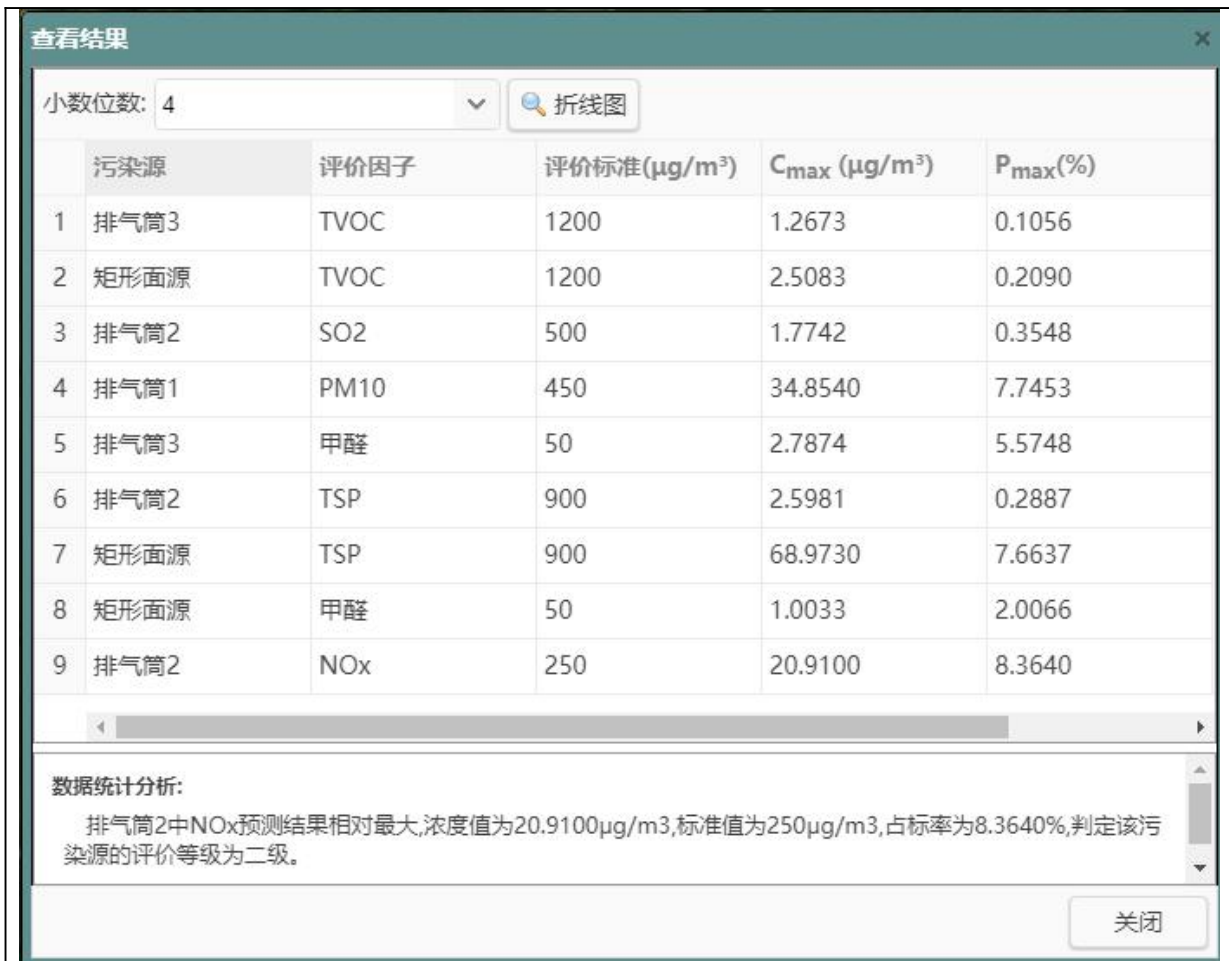 查看结果
小数位数: 4 折线图
污染源 评价因子 评价标准(μg/m³) Cmax (μg/m³) Pmax(%)
1 排气筒3 TVOC 1200 1.2673 0.1056
2 矩形面源 TVOC 1200 2.5083 0.2090
3 排气筒2 SO2 500 1.7742 0.3548
4 排气筒1 PM10 450 34.8540 7.7453
5 排气筒3 甲醛 50 2.7874 5.5748
6 排气筒2 TSP 900 2.5981 0.2887
7 矩形面源 TSP 900 68.9730 7.6637
8 矩形面源 甲醛 50 1.0033 2.0066
9 排气筒2 NOx 250 20.9100 8.3640
数据统计分析:
排气筒2中NOx预测结果相对最大,浓度值为20.9100μg/m3,标准值为250μg/m3,占标率为8.3640%,判定该污
染源的评价等级为二级。
关闭